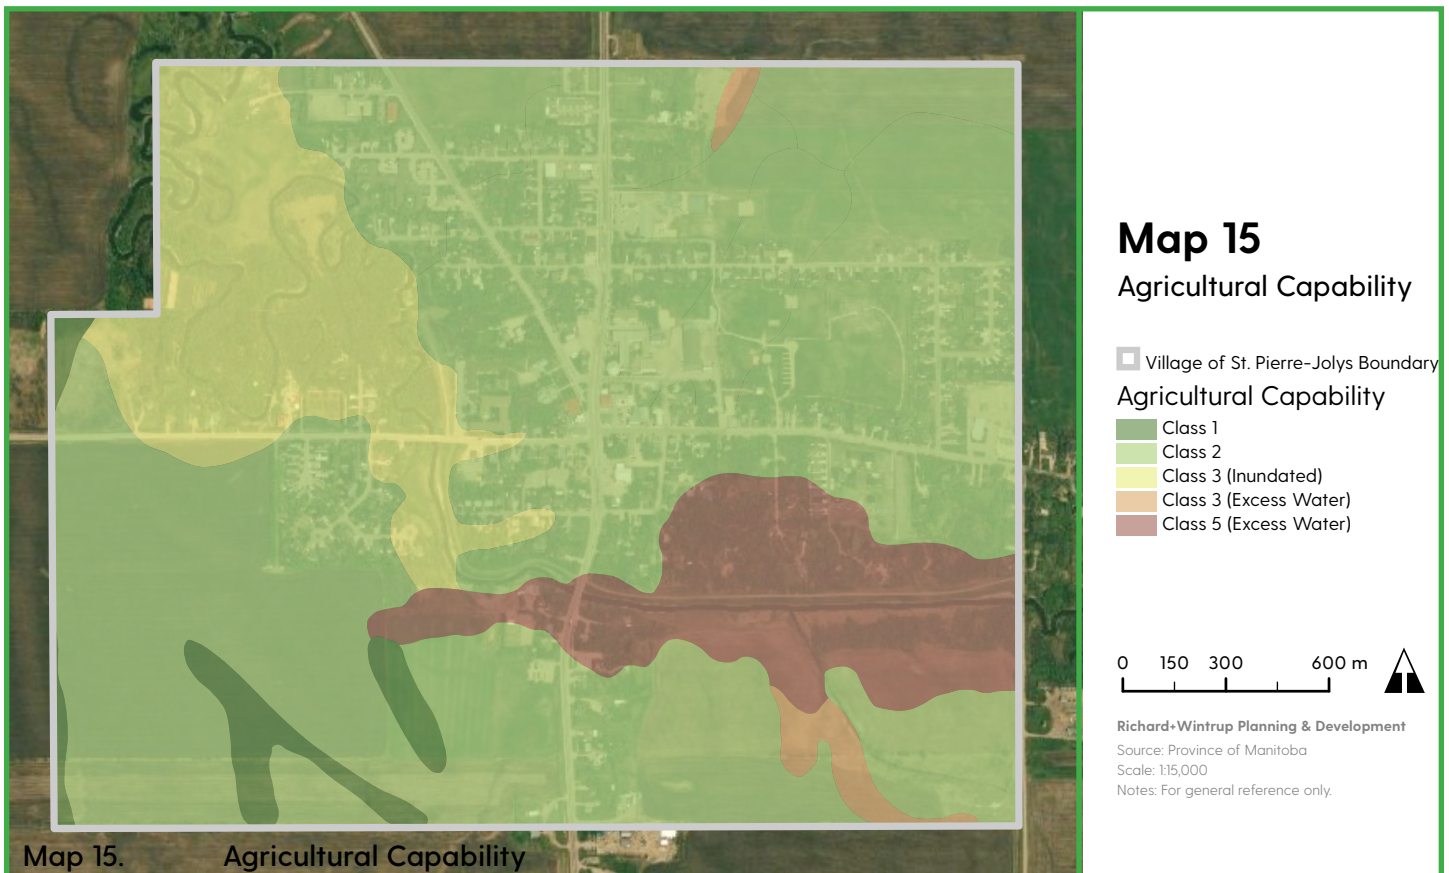 Map 15
Agricultural Capability
Village of St. Pierre-Jolys Boundary
Agricultural Capability
Class 1
Class 2
Class 3 (Inundated)
Class 3 (Excess Water)
Class 5 (Excess Water)
0 150 300 600 m
Richard+Wintrup Planning & Development
Source: Province of Manitoba
Scale: 1:15,000
Notes: For general reference only.
Map 15. Agricultural Capability